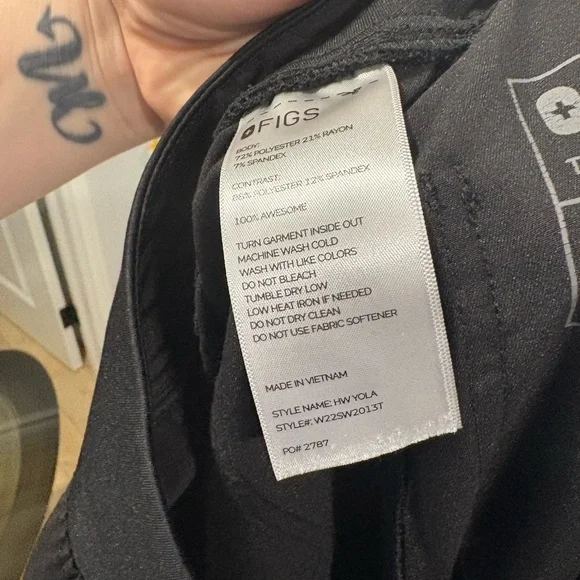 FIGS
BODY:
72% POLYESTER 21% RAYON
7% SPANDEX
CONTRAST:
88% POLYESTER 12% SPANDEX
100% AWESOME
TURN GARMENT INSIDE OUT
MACHINE WASH COLD
WASH WITH LIKE COLORS
DO NOT BLEACH
TUMBLE DRY LOW
LOW HEAT IRON IF NEEDED
DO NOT DRY CLEAN
DO NOT USE FABRIC SOFTENER
MADE IN VIETNAM
STYLE NAME: HW YOLA
STYLE#: W22SW2013T
PO# 2787